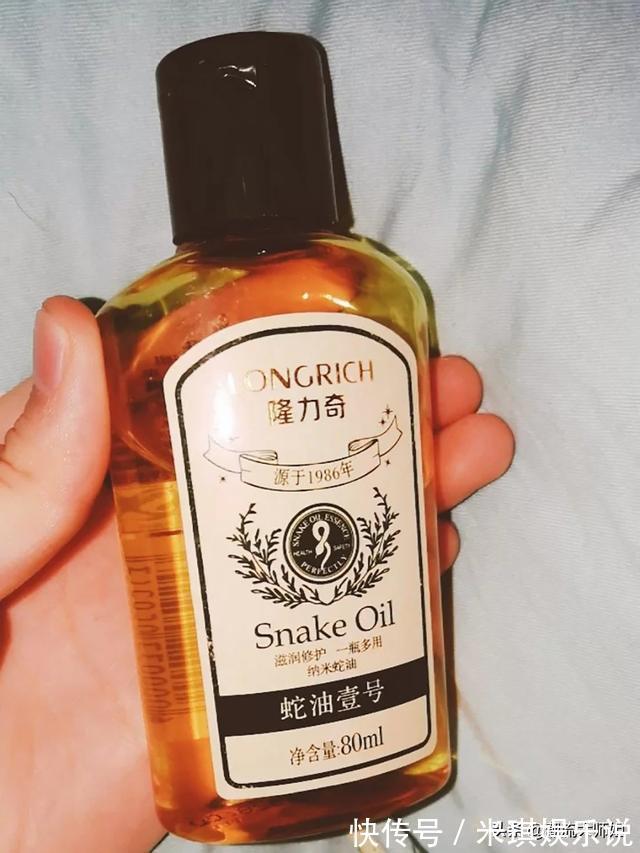 LONGRICH
隆力奇
源于1986年
SNAKE OIL ESSENCE
HEALTH
SAFETY
PERFECTLY
Snake Oil
滋润修护 一瓶多用
纳米蛇油
蛇油壹号
净含量:80ml
头条
快传号 / 米琪娱乐说